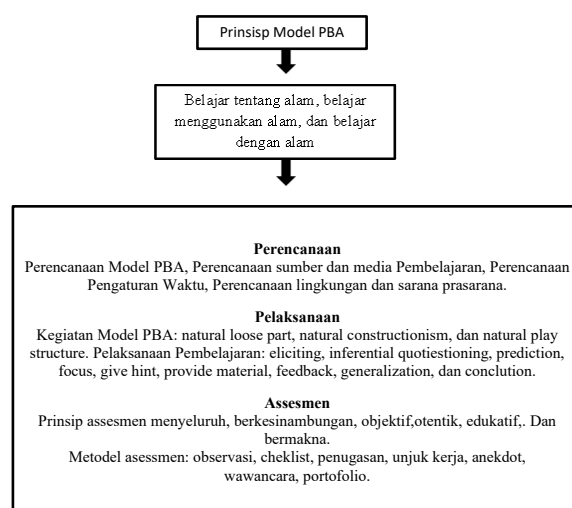 Prinsisp Model PBA
Belajar tentang alam, belajar
menggunakan alam, dan belajar
dengan alam
Perencanaan
Perencanaan Model PBA, Perencanaan sumber dan media Pembelajaran, Perencanaan
Pengaturan Waktu, Perencanaan lingkungan dan sarana prasarana.
Pelaksanaan
Kegiatan Model PBA: natural loose part, natural constructionism, dan natural play
structure. Pelaksanaan Pembelajaran: eliciting, inferential quotiestioning, prediction,
focus, give hint, provide material, feedback, generalization, dan conclution.
Assesmen
Prinsip assesmen menyeluruh, berkesinambungan, objektif,otentik, edukatif,. Dan
bermakna.
Metodel asessmen: observasi, cheklist, penugasan, unjuk kerja, anekdot,
wawancara, portofolio.